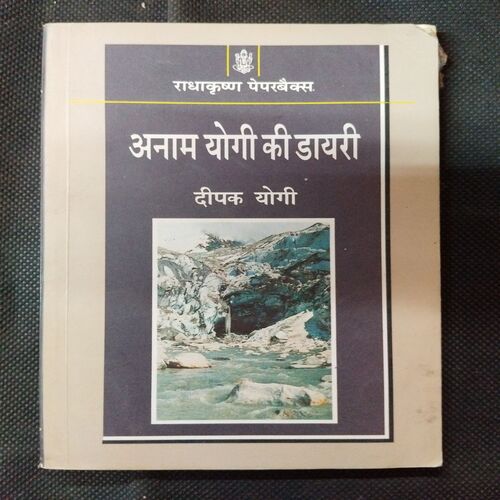 राधाकृष्ण पेपरबैक्स
अनाम योगी की डायरी
दीपक योगी